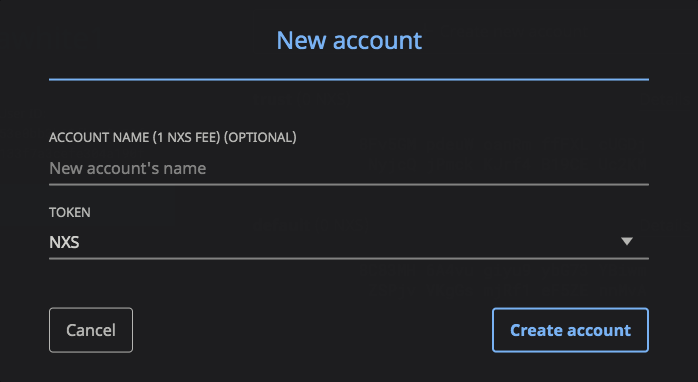 New account
ACCOUNT NAME (1 NXS FEE) (OPTIONAL)
New account's name
TOKEN
NXS
Cancel
Create account